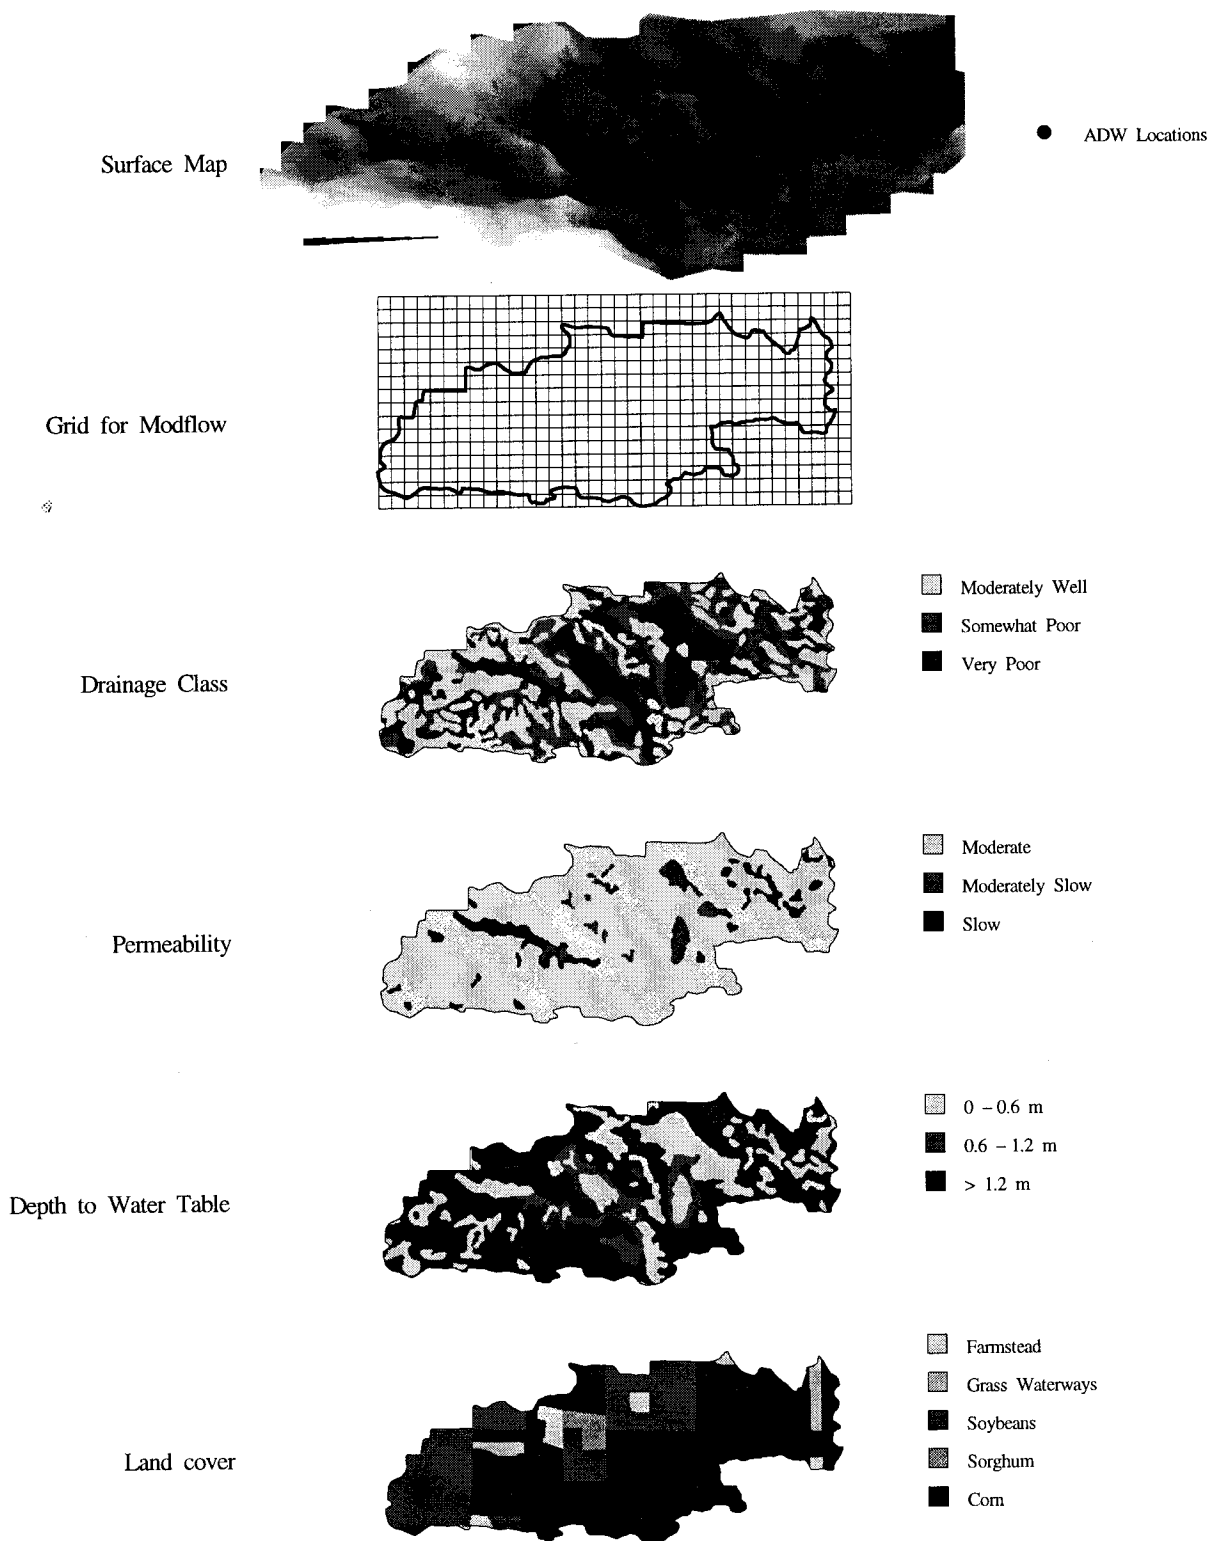 Surface Map
ADW Locations
Grid for Modflow
Drainage Class
Moderately Well
Somewhat Poor
Very Poor
Permeability
Moderate
Moderately Slow
Slow
Depth to Water Table
0 – 0.6 m
0.6 – 1.2 m
> 1.2 m
Land cover
Farmstead
Grass Waterways
Soybeans
Sorghum
Corn